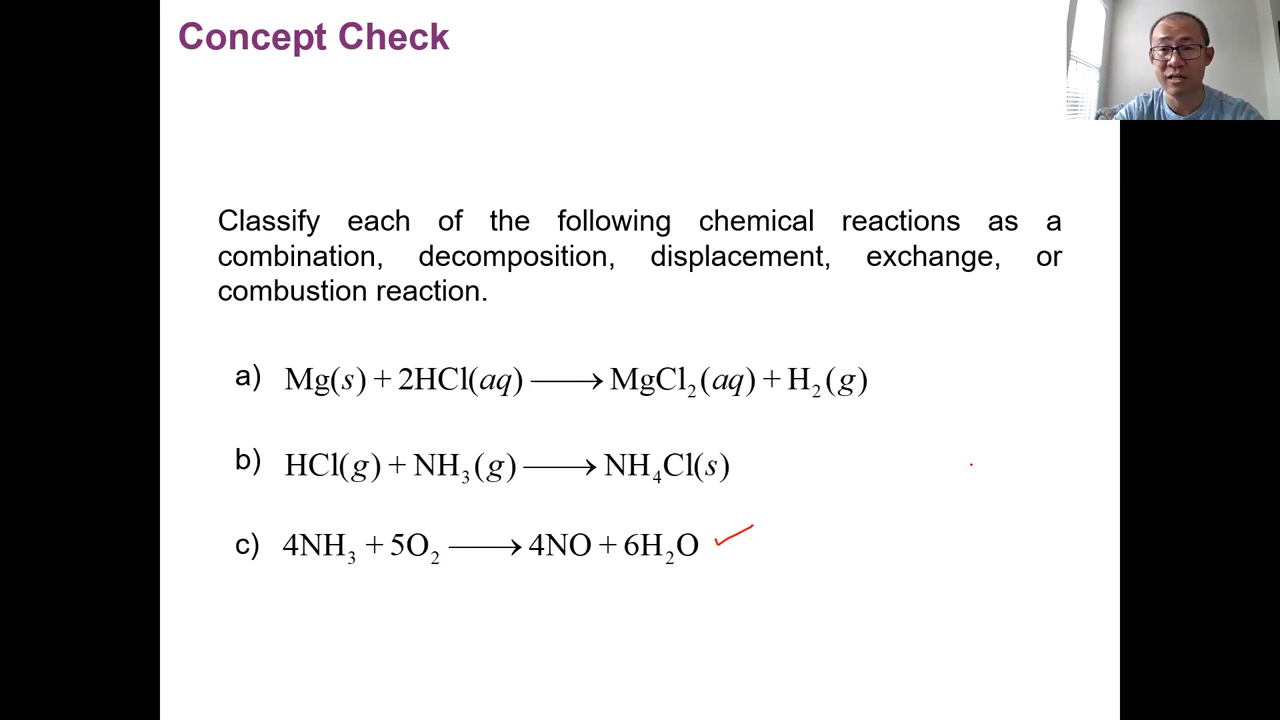 Concept Check
Classify each of the following chemical reactions as a
combination, decomposition, displacement, exchange, or
combustion reaction.
a) Mg(s) + 2HCl(aq) ⟶ MgCl₂(aq) + H₂(g)
b) HCl(g) + NH₃(g) ⟶ NH₄Cl(s)
c) 4NH₃ + 5O₂ ⟶ 4NO + 6H₂O